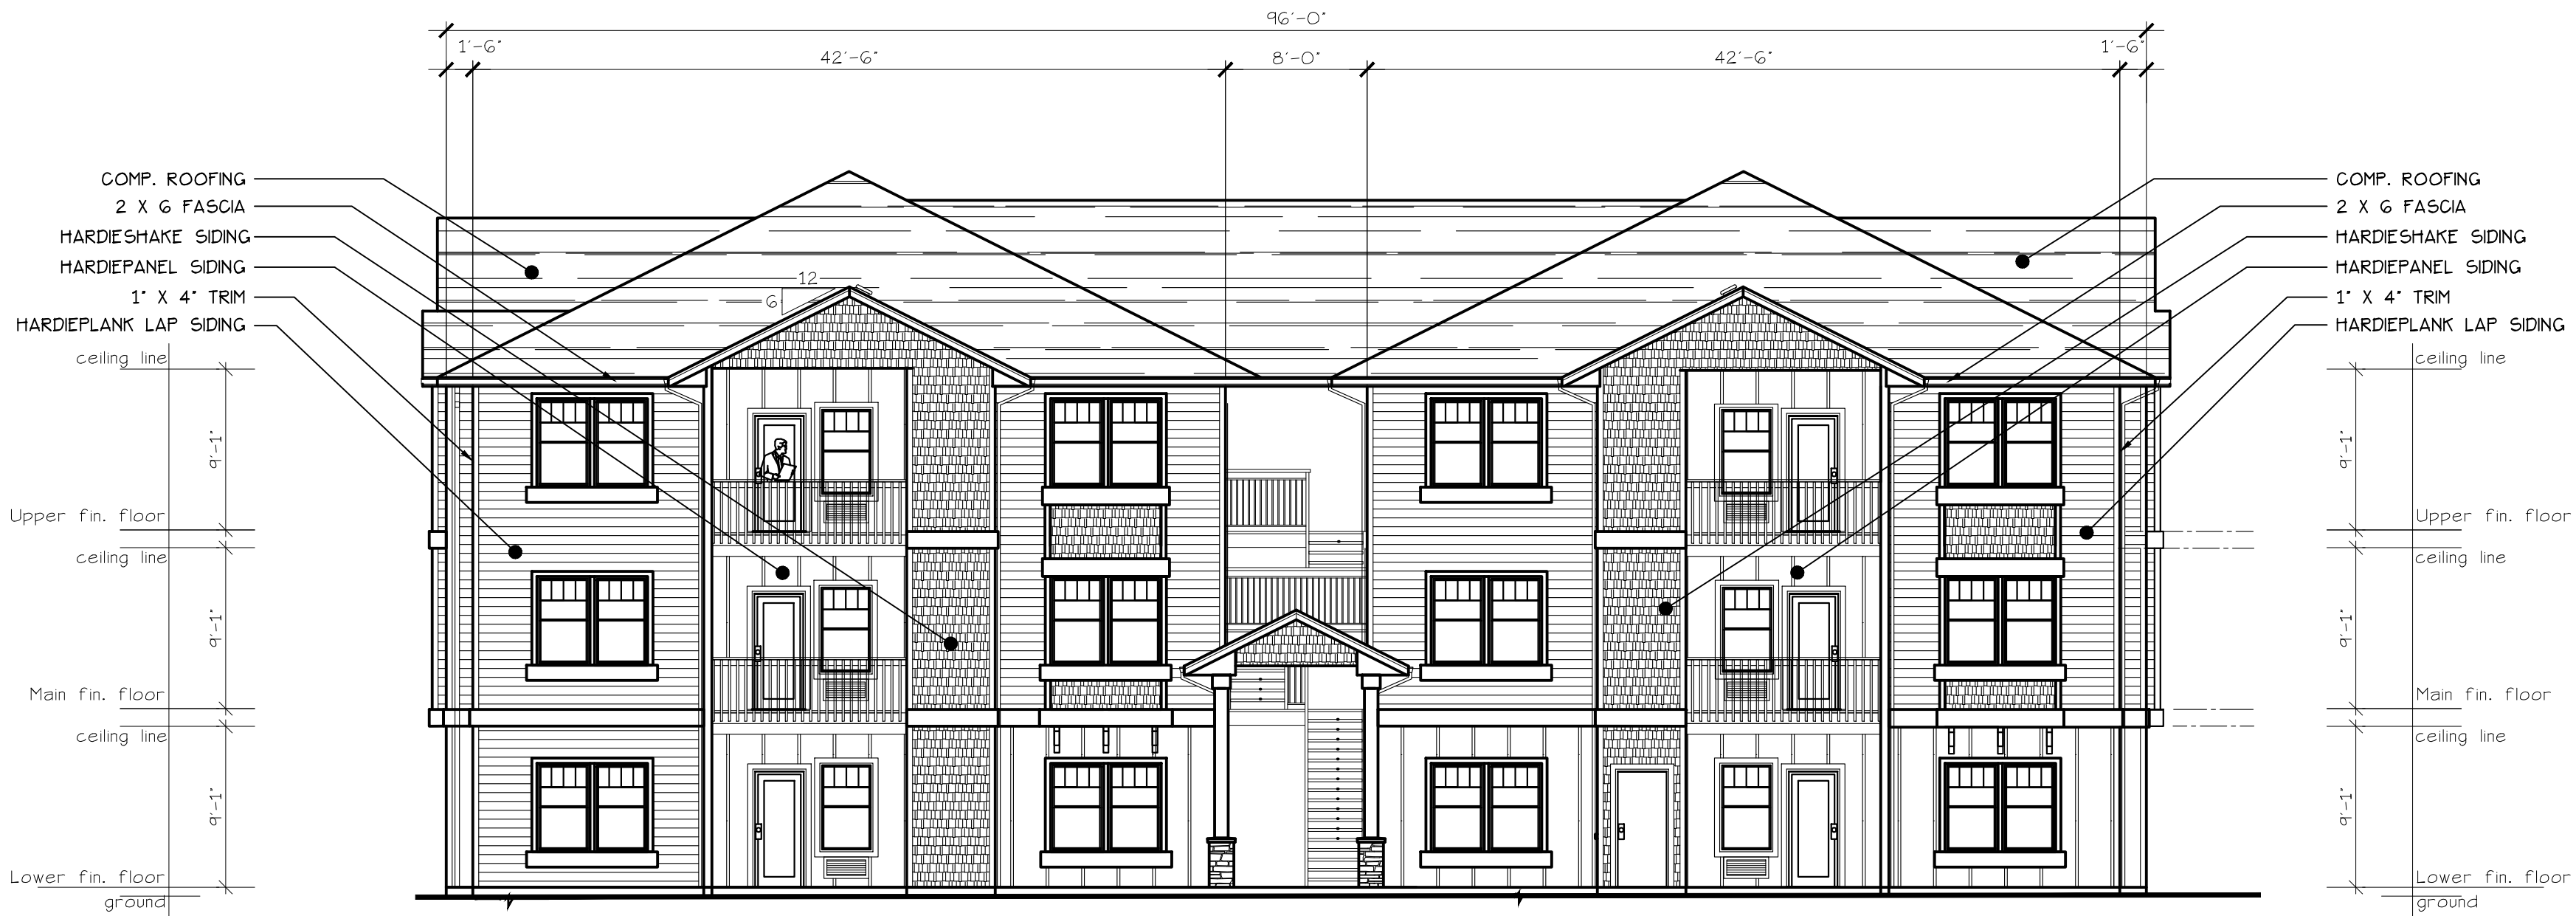 96'-0"
1'-6"
42'-6"
8'-0"
42'-6"
1'-6"
COMP. ROOFING
2 X 6 FASCIA
HARDIESHAKE SIDING
HARDIEPANEL SIDING
1" X 4" TRIM
HARDIEPLANK LAP SIDING
ceiling line
9'-1"
Upper fin. floor
ceiling line
9'-1"
Main fin. floor
ceiling line
9'-1"
Lower fin. floor
ground
12
6
COMP. ROOFING
2 X 6 FASCIA
HARDIESHAKE SIDING
HARDIEPANEL SIDING
1" X 4" TRIM
HARDIEPLANK LAP SIDING
ceiling line
9'-1"
Upper fin. floor
ceiling line
9'-1"
Main fin. floor
ceiling line
9'-1"
Lower fin. floor
ground